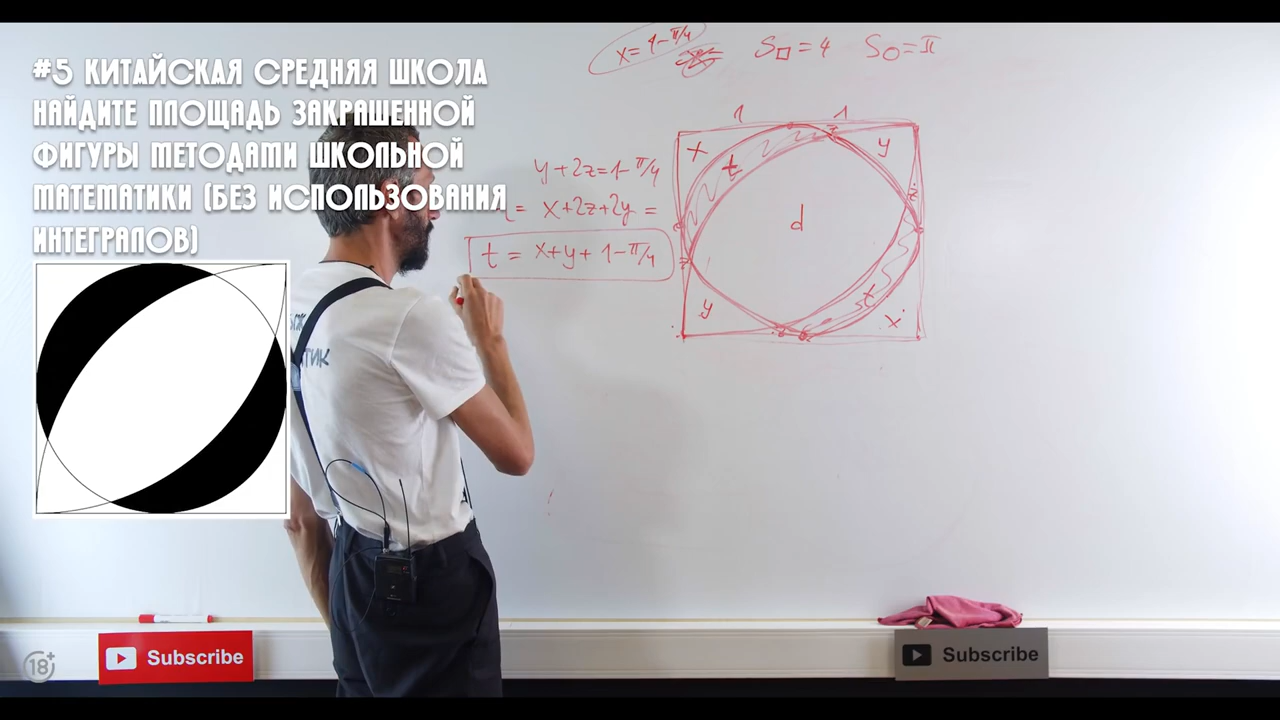 #5 КИТАЙСКАЯ СРЕДНЯЯ ШКОЛА
НАЙДИТЕ ПЛОЩАДЬ ЗАКРАШЕННОЙ
ФИГУРЫ МЕТОДАМИ ШКОЛЬНОЙ
МАТЕМАТИКИ (БЕЗ ИСПОЛЬЗОВАНИЯ
ИНТЕГРАЛОВ)
x = 1-π/4
S□ = 4 S○ = π
1 1
x t z y
y + 2z = 1-π/4
= x+2z+2y =
t = x+y+1-π/4
d
z
z
y t x
z
ТИК
18+
Subscribe
Subscribe